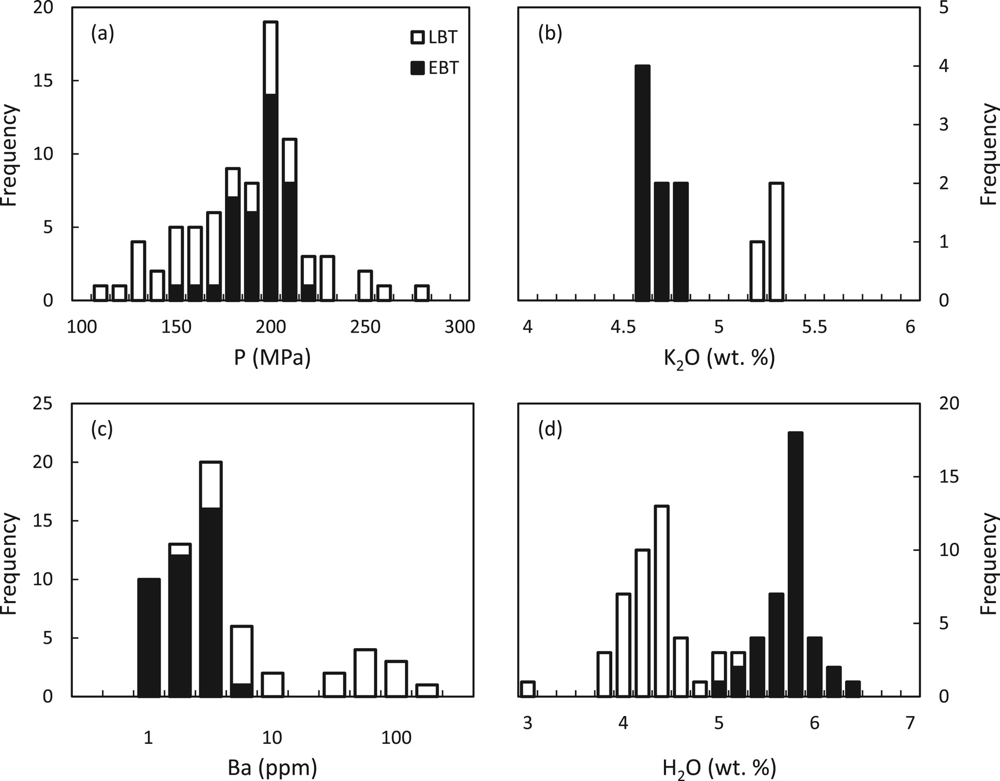 (a)
LBT
EBT
Frequency
20
15
10
5
0
100 150 200 250 300
P (MPa)
(b)
5
4
3
2
1
0
Frequency
4 4.5 5 5.5 6
K₂O (wt. %)
(c)
Frequency
25
20
15
10
5
0
1 10 100
Ba (ppm)
(d)
20
15
10
5
0
Frequency
3 4 5 6 7
H₂O (wt. %)